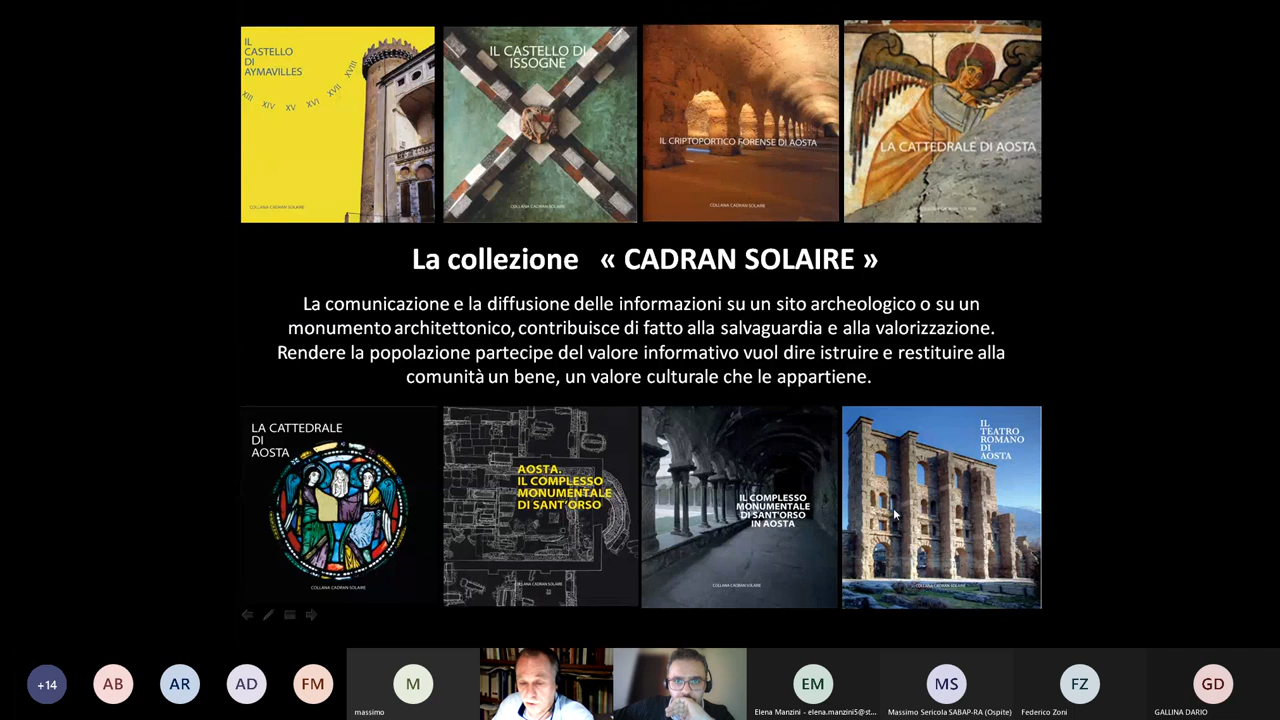 IL
CASTELLO
DI
AYMAVILLES
XIII XIV XV XVI XVII XVIII
COLLANA CADRAN SOLAIRE
IL CASTELLO DI
ISSOGNE
COLLANA CADRAN SOLAIRE
IL CRIPTOPORTICO FORENSE DI AOSTA
COLLANA CADRAN SOLAIRE
LA CATTEDRALE DI AOSTA
La collezione « CADRAN SOLAIRE »
La comunicazione e la diffusione delle informazioni su un sito archeologico o su un
monumento architettonico, contribuisce di fatto alla salvaguardia e alla valorizzazione.
Rendere la popolazione partecipe del valore informativo vuol dire istruire e restituire alla
comunità un bene, un valore culturale che le appartiene.
LA CATTEDRALE
DI
AOSTA
COLLANA CADRAN SOLAIRE
AOSTA.
IL COMPLESSO
MONUMENTALE
DI SANT'ORSO
COLLANA CADRAN SOLAIRE
IL COMPLESSO
MONUMENTALE
DI SANT'ORSO
IN AOSTA
COLLANA CADRAN SOLAIRE
IL
TEATRO
ROMANO
DI
AOSTA
COLLANA CADRAN SOLAIRE
+14
AB
AR
AD
FM
M
massimo
EM
Elena Manzini - elena.manzini5@st...
MS
Massimo Sericola SABAP-RA (Ospite)
FZ
Federico Zoni
GD
GALLINA DARIO